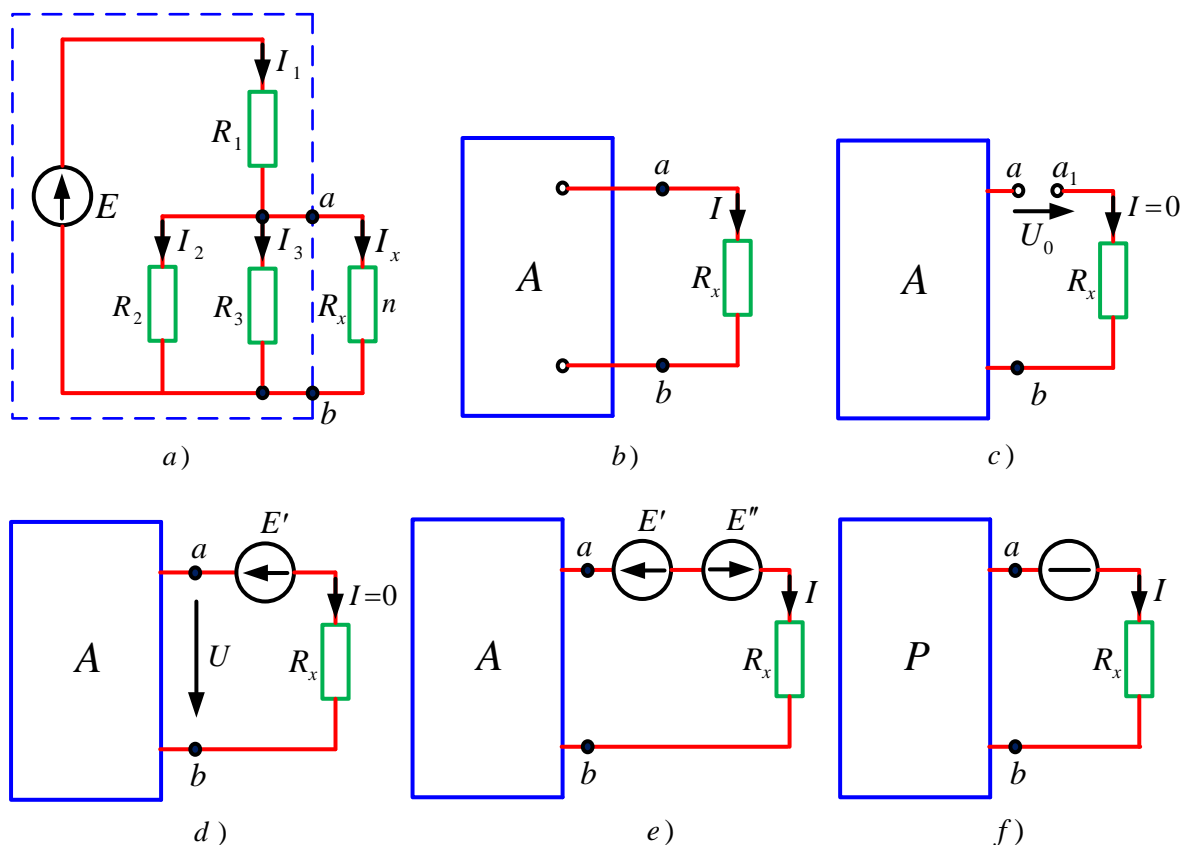 I₁
R₁
E
a
I₂ I₃ Iₓ
R₂ R₃ Rₓ n
b
a)
A
a
I
Rₓ
b
b)
A
a a₁
U₀
I=0
Rₓ
b
c)
A
a
E′
I=0
U
Rₓ
b
d)
A
a
E′ E″
I
Rₓ
b
e)
P
a
I
Rₓ
b
f)